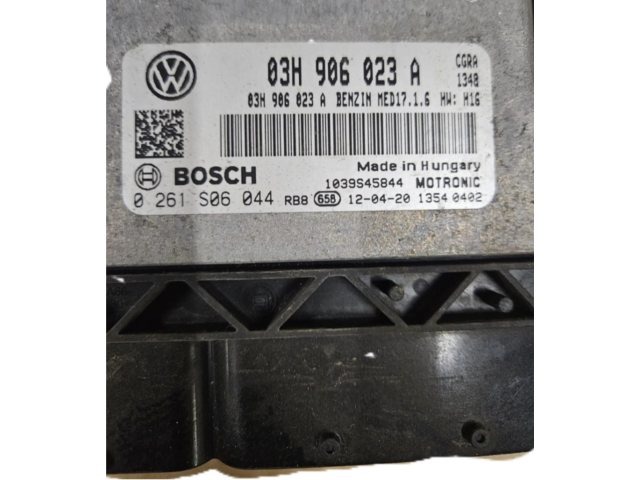 03H 906 023 A CGRA
1340
03H 906 023 A BENZIN MED17.1.6 HW: H16
Made in Hungary
BOSCH 1039S45844 MOTRONIC
0 261 S06 044 RB8 658 12-04-20 1354 0402